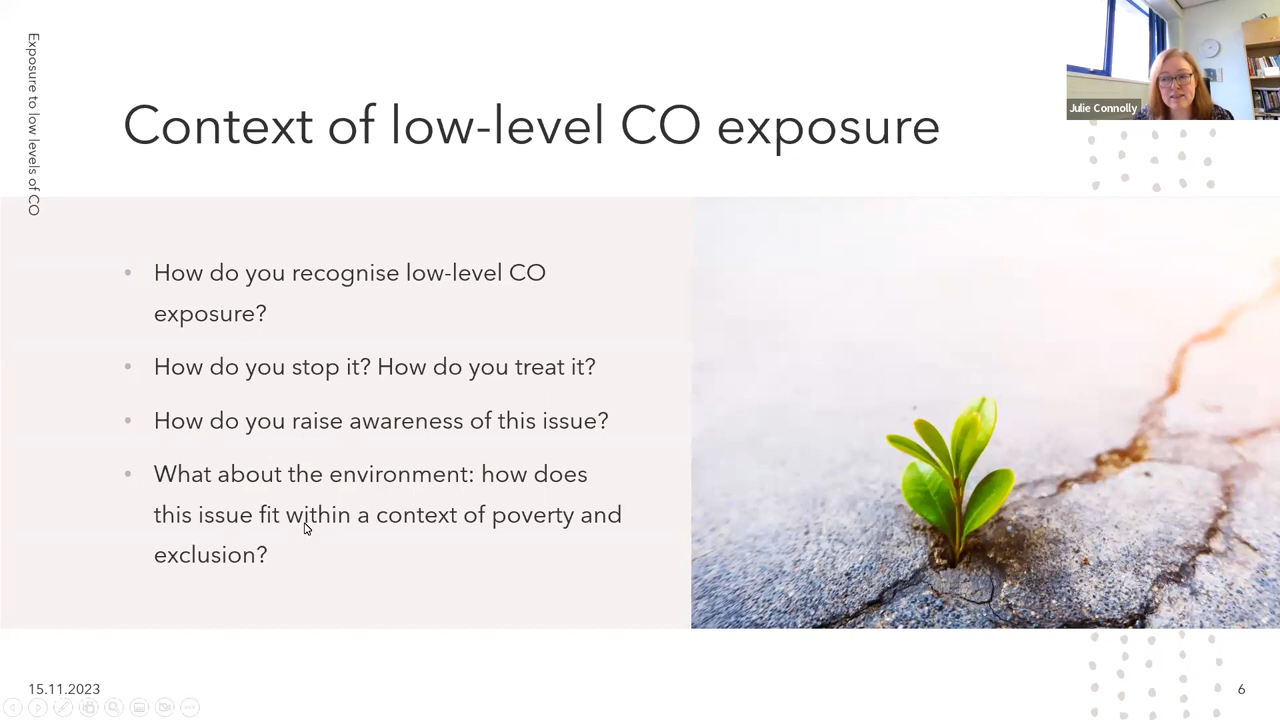 Exposure to low levels of CO
Context of low-level CO exposure
Julie Connolly
• How do you recognise low-level CO
exposure?
• How do you stop it? How do you treat it?
• How do you raise awareness of this issue?
• What about the environment: how does
this issue fit within a context of poverty and
exclusion?
15.11.2023
6